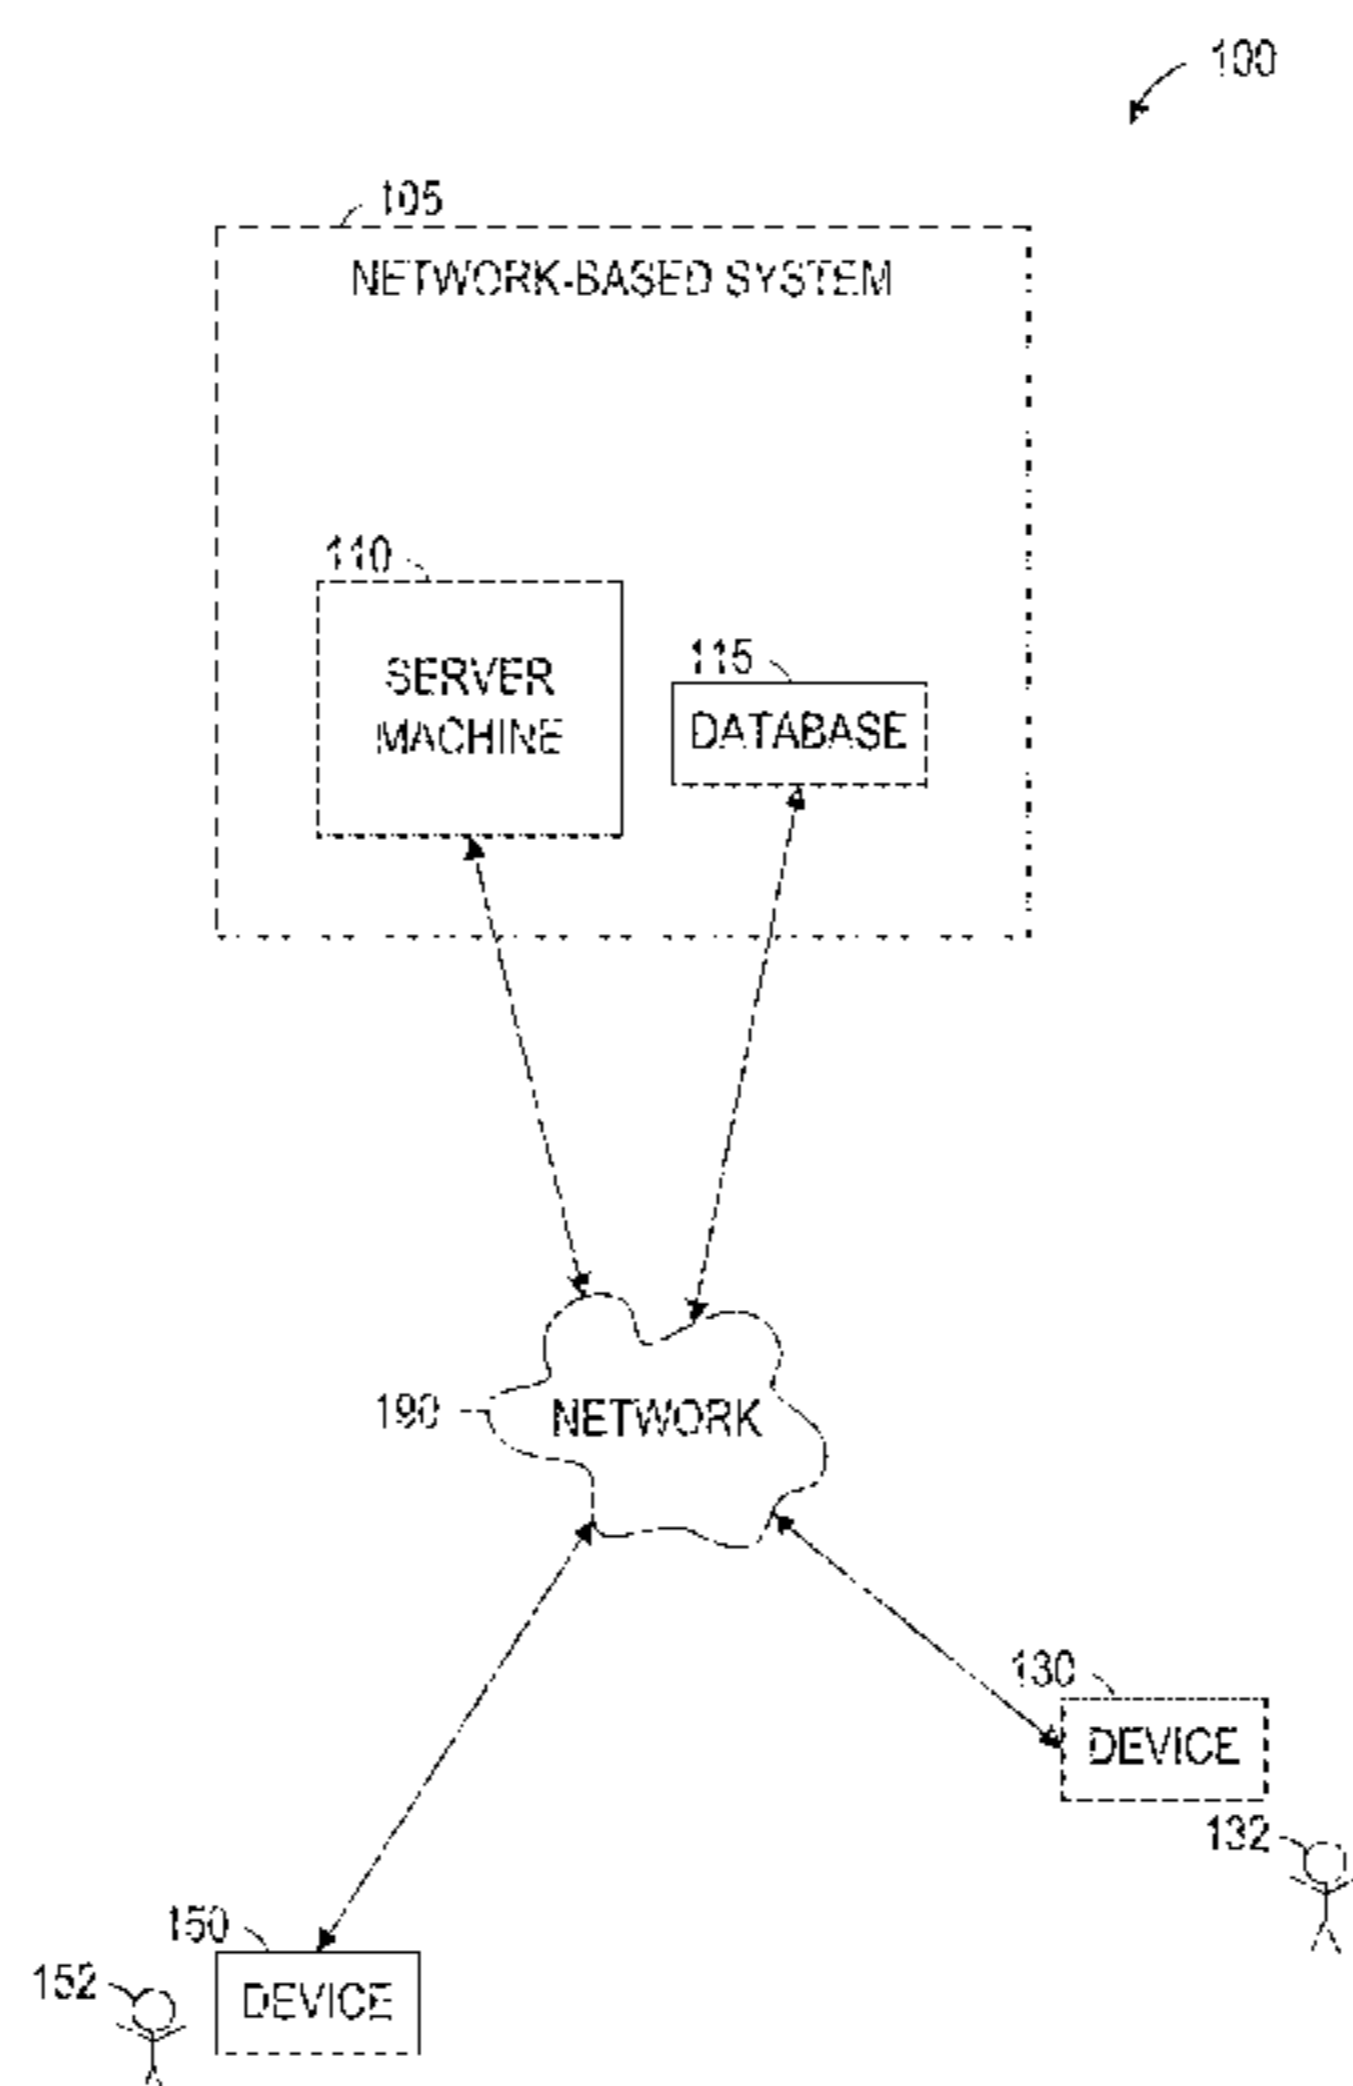 100
105
NETWORK-BASED SYSTEM
110
SERVER
MACHINE
115
DATABASE
190
NETWORK
130
DEVICE
132
150
DEVICE
152